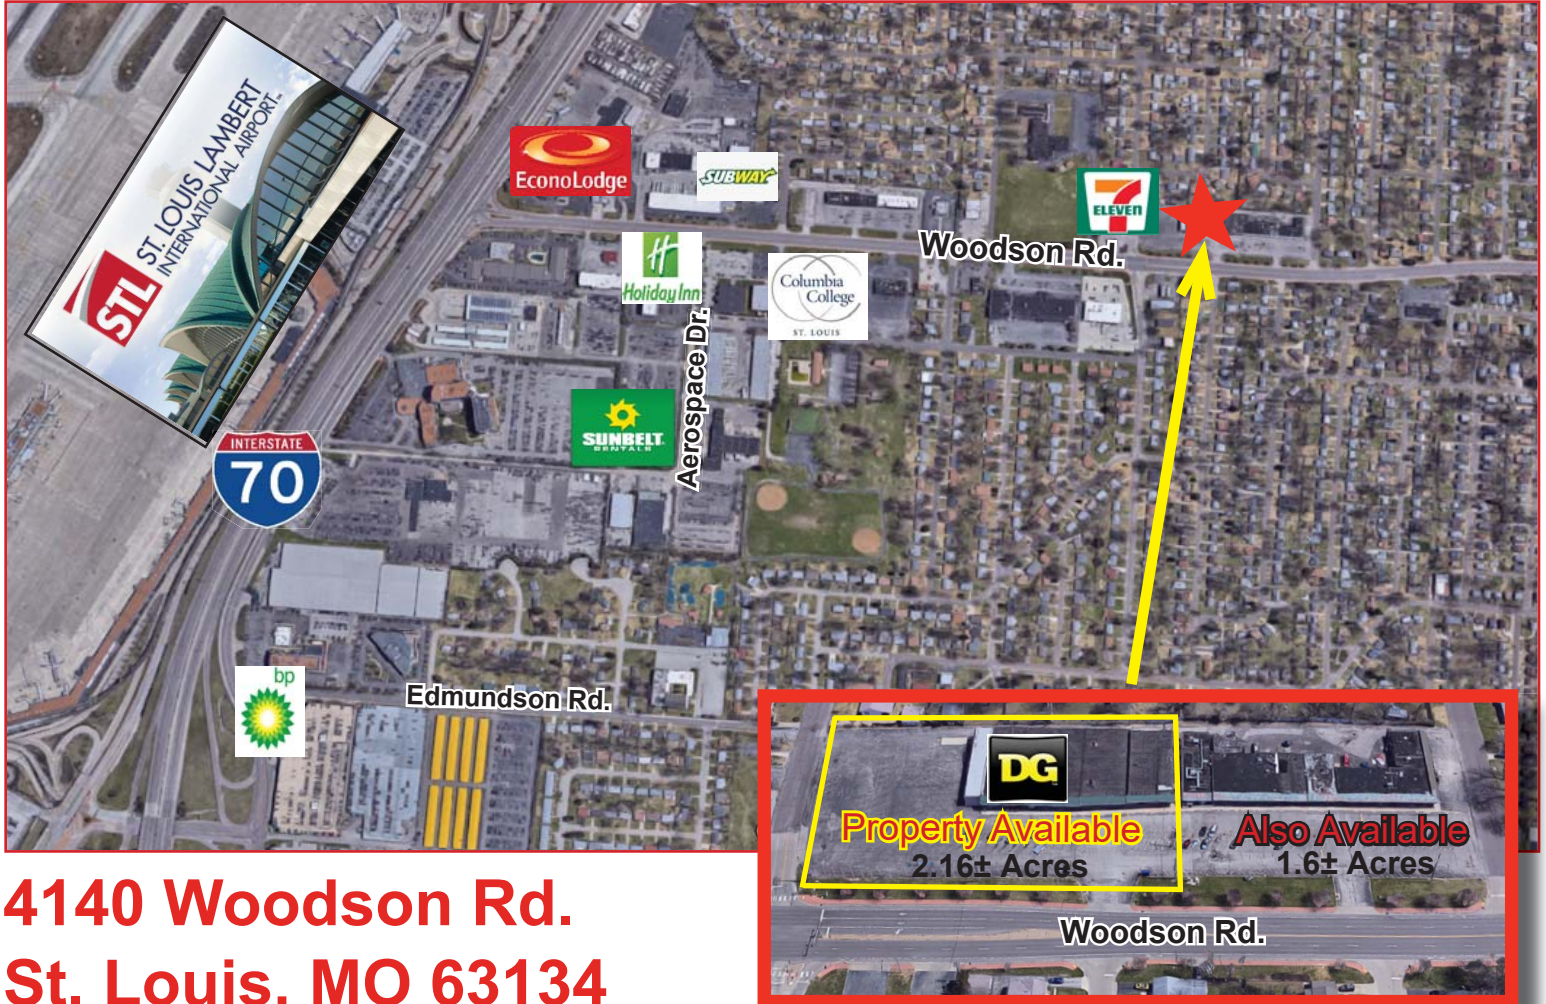 ST. LOUIS LAMBERT
INTERNATIONAL AIRPORT™
STL
EconoLodge
SUBWAY
7
ELEVEN
Woodson Rd.
H
Holiday Inn
Columbia
College
ST. LOUIS
Aerospace Dr.
SUNBELT
RENTALS
INTERSTATE
70
bp
Edmundson Rd.
DG
Property Available
2.16± Acres
Also Available
1.6± Acres
Woodson Rd.
4140 Woodson Rd.
St. Louis, MO 63134